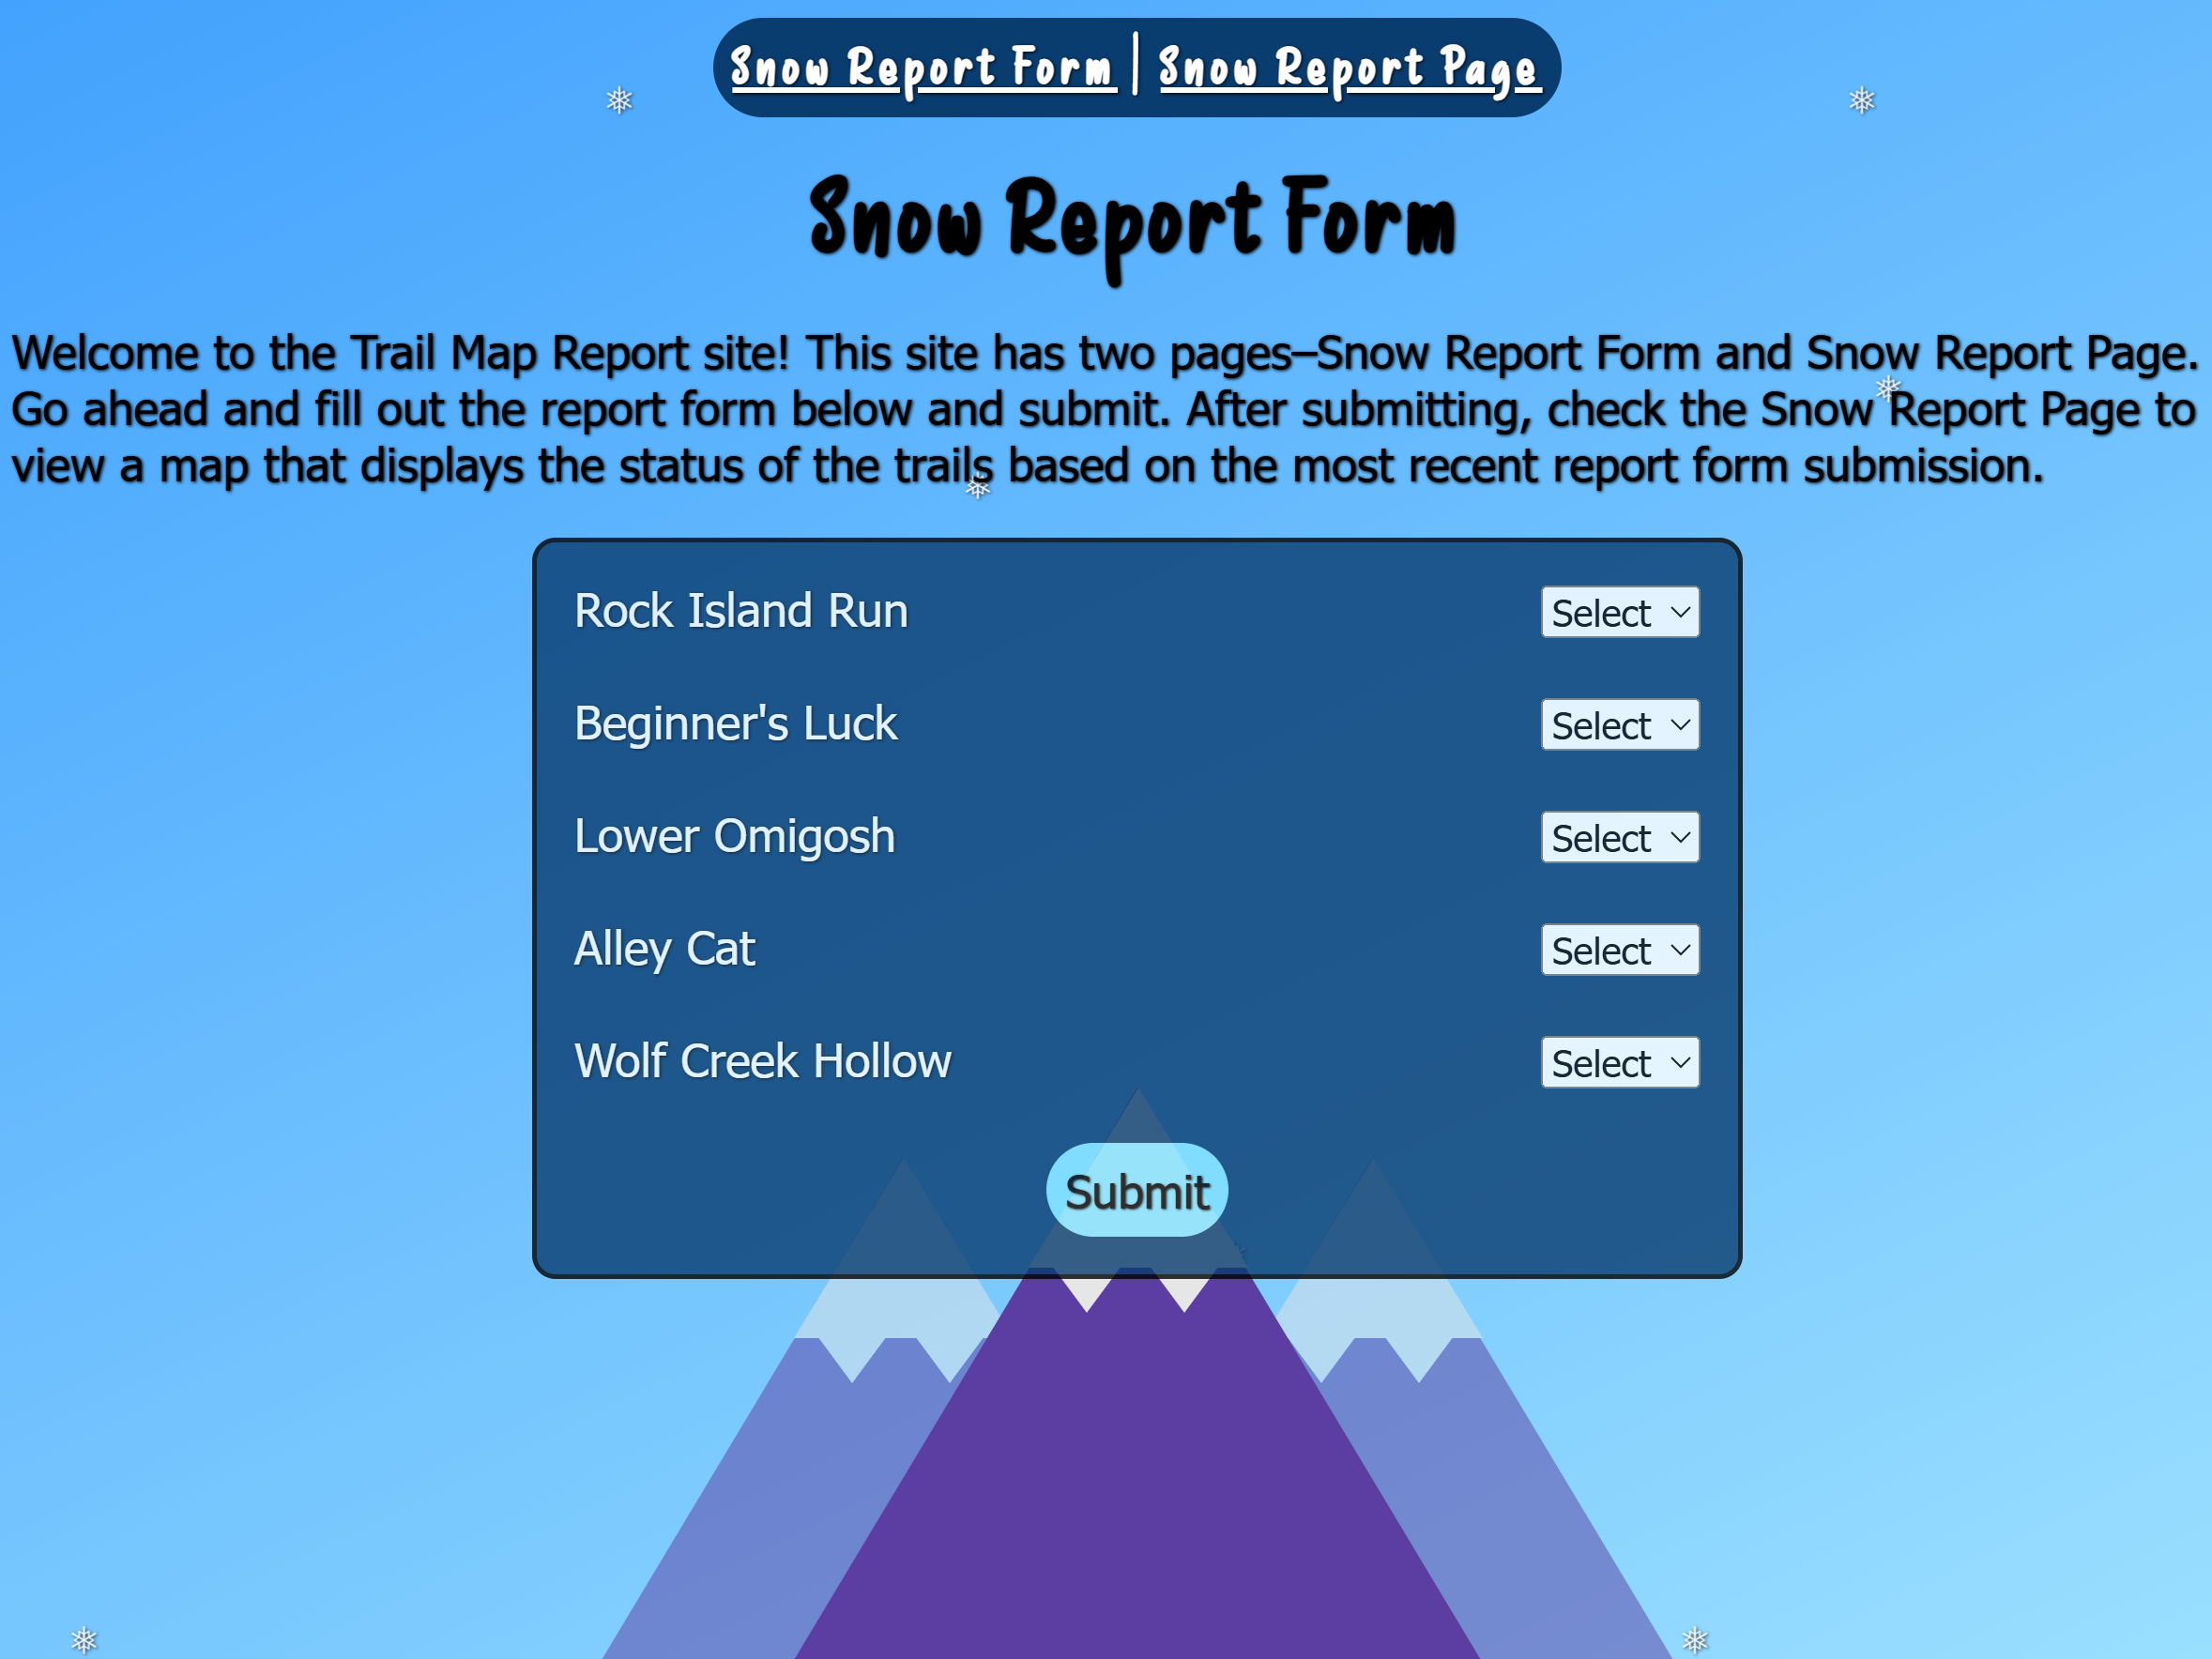 Snow Report Form | Snow Report Page
Snow Report Form
Welcome to the Trail Map Report site! This site has two pages—Snow Report Form and Snow Report Page.
Go ahead and fill out the report form below and submit. After submitting, check the Snow Report Page to
view a map that displays the status of the trails based on the most recent report form submission.
Rock Island Run Select
Beginner's Luck Select
Lower Omigosh Select
Alley Cat Select
Wolf Creek Hollow Select
Submit